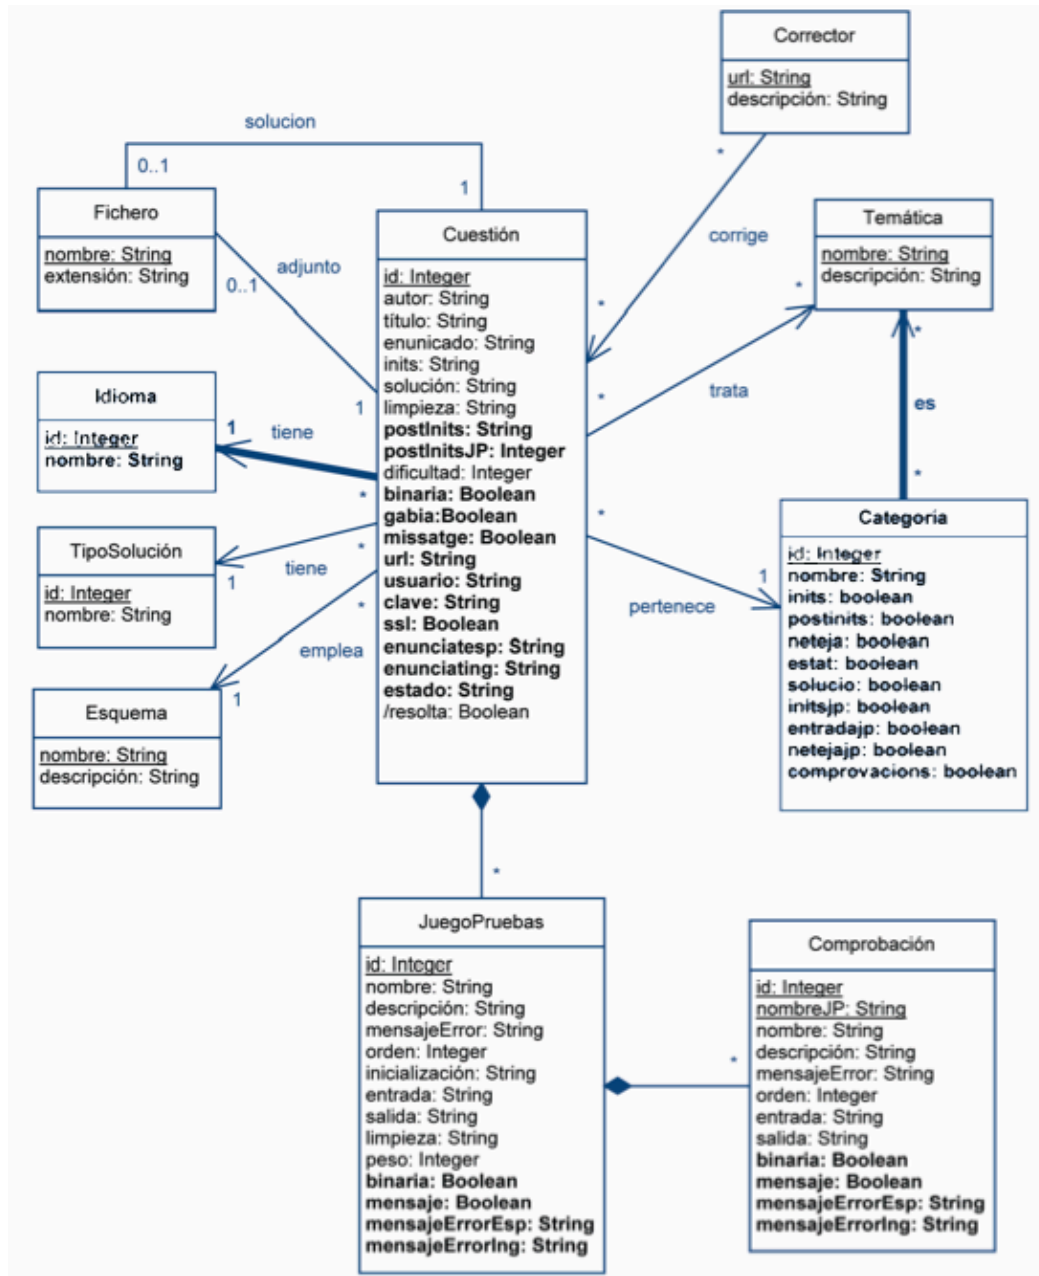 Corrector
url: String
descripción: String
solucion
0..1
1
*
Fichero
nombre: String
extensión: String
adjunto
0..1
1
Cuestión
id: Integer
autor: String
título: String
enunicado: String
inits: String
solución: String
limpieza: String
postInits: String
postInitsJP: Integer
dificultad: Integer
binaria: Boolean
gabia:Boolean
missatge: Boolean
url: String
usuario: String
clave: String
ssl: Boolean
enunciatesp: String
enunciating: String
estado: String
/resolta: Boolean
corrige
*
Temática
nombre: String
descripción: String
*
*
trata
*
es
*
Idioma
id: Integer
nombre: String
1
tiene
*
TipoSolución
id: Integer
nombre: String
*
1
tiene
*
emplea
1
Esquema
nombre: String
descripción: String
*
1
pertenece
Categoría
id: Integer
nombre: String
inits: boolean
postinits: boolean
neteja: boolean
estat: boolean
solucio: boolean
initsjp: boolean
entradajp: boolean
netejajp: boolean
comprovacions: boolean
*
JuegoPruebas
id: Integer
nombre: String
descripción: String
mensajeError: String
orden: Integer
inicialización: String
entrada: String
salida: String
limpieza: String
peso: Integer
binaria: Boolean
mensaje: Boolean
mensajeErrorEsp: String
mensajeErrorIng: String
*
Comprobación
id: Integer
nombreJP: String
nombre: String
descripción: String
mensajeError: String
orden: Integer
entrada: String
salida: String
binaria: Boolean
mensaje: Boolean
mensajeErrorEsp: String
mensajeErrorIng: String